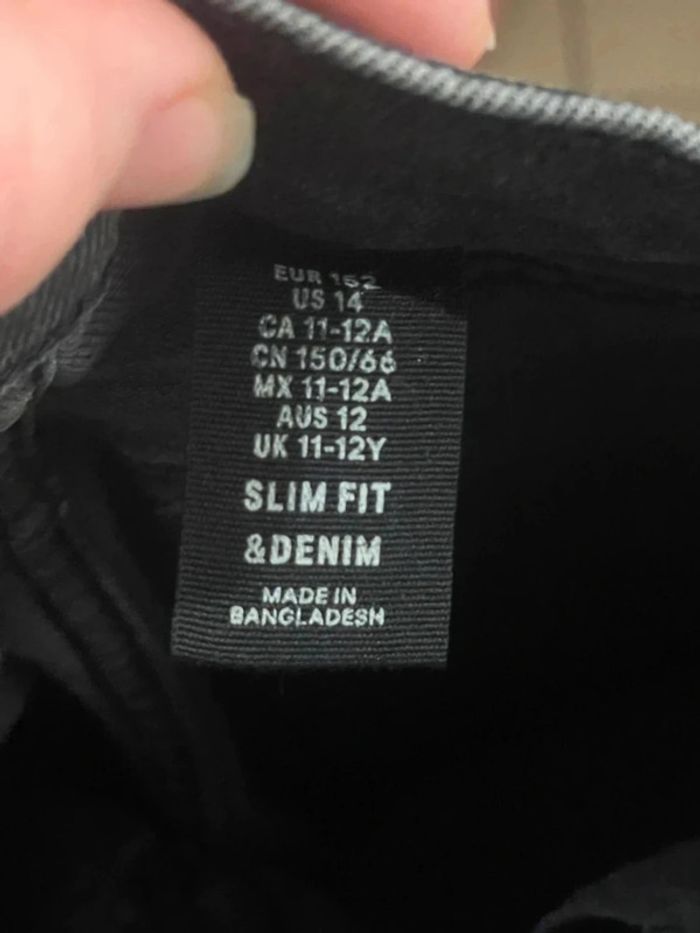 EUR 152
US 14
CA 11-12A
CN 150/66
MX 11-12A
AUS 12
UK 11-12Y
SLIM FIT
&DENIM
MADE IN
BANGLADESH